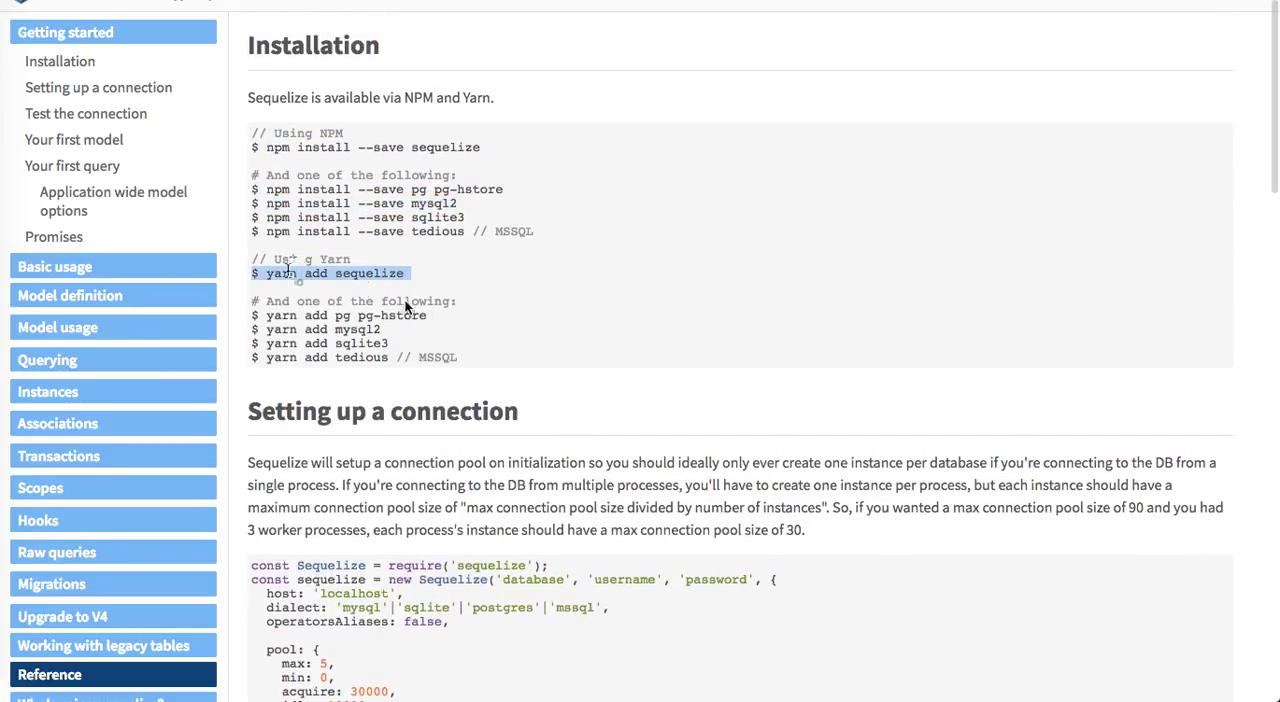 Getting started
Installation
Setting up a connection
Test the connection
Your first model
Your first query
Application wide model
options
Promises
Basic usage
Model definition
Model usage
Querying
Instances
Associations
Transactions
Scopes
Hooks
Raw queries
Migrations
Upgrade to V4
Working with legacy tables
Reference
Installation
Sequelize is available via NPM and Yarn.
// Using NPM
$ npm install --save sequelize
# And one of the following:
$ npm install --save pg pg-hstore
$ npm install --save mysql2
$ npm install --save sqlite3
$ npm install --save tedious // MSSQL
// Using Yarn
$ yarn add sequelize
# And one of the following:
$ yarn add pg pg-hstore
$ yarn add mysql2
$ yarn add sqlite3
$ yarn add tedious // MSSQL
Setting up a connection
Sequelize will setup a connection pool on initialization so you should ideally only ever create one instance per database if you're connecting to the DB from a
single process. If you're connecting to the DB from multiple processes, you'll have to create one instance per process, but each instance should have a
maximum connection pool size of "max connection pool size divided by number of instances". So, if you wanted a max connection pool size of 90 and you had
3 worker processes, each process's instance should have a max connection pool size of 30.
const Sequelize = require('sequelize');
const sequelize = new Sequelize('database', 'username', 'password', {
host: 'localhost',
dialect: 'mysql'|'sqlite'|'postgres'|'mssql',
operatorsAliases: false,
pool: {
max: 5,
min: 0,
acquire: 30000,